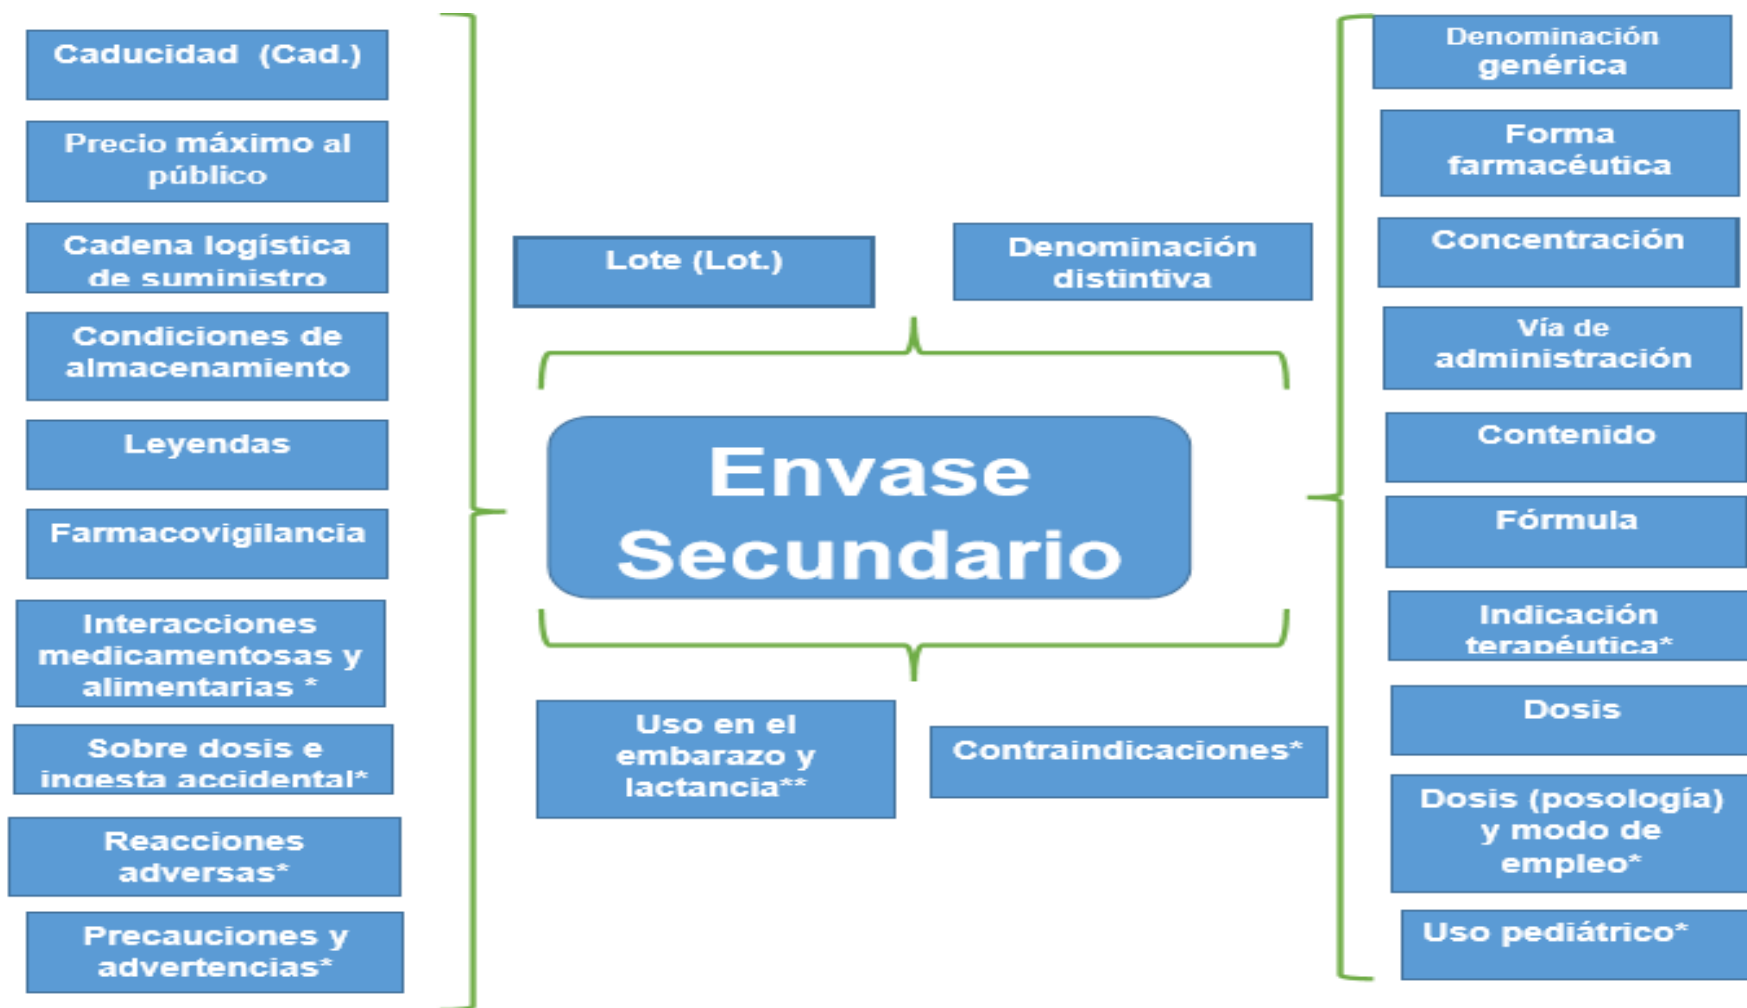 Caducidad (Cad.)
Precio máximo al
público
Cadena logística
de suministro
Condiciones de
almacenamiento
Leyendas
Farmacovigilancia
Interacciones
medicamentosas y
alimentarias *
Sobre dosis e
ingesta accidental*
Reacciones
adversas*
Precauciones y
advertencias*
Lote (Lot.)
Denominación
distintiva
Envase
Secundario
Uso en el
embarazo y
lactancia**
Contraindicaciones*
Denominación
genérica
Forma
farmacéutica
Concentración
Vía de
administración
Contenido
Fórmula
Indicación
terapéutica*
Dosis
Dosis (posología)
y modo de
empleo*
Uso pediátrico*